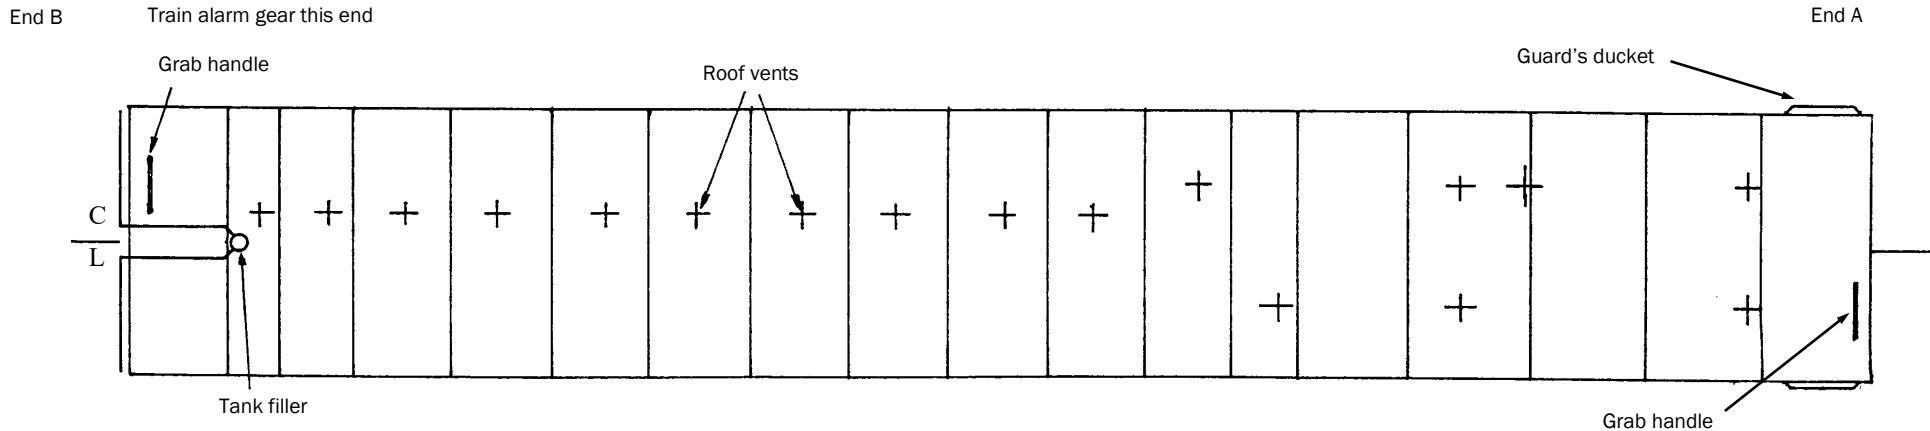 End B
Train alarm gear this end
End A
Grab handle
Roof vents
Guard's ducket
C
L
Tank filler
Grab handle